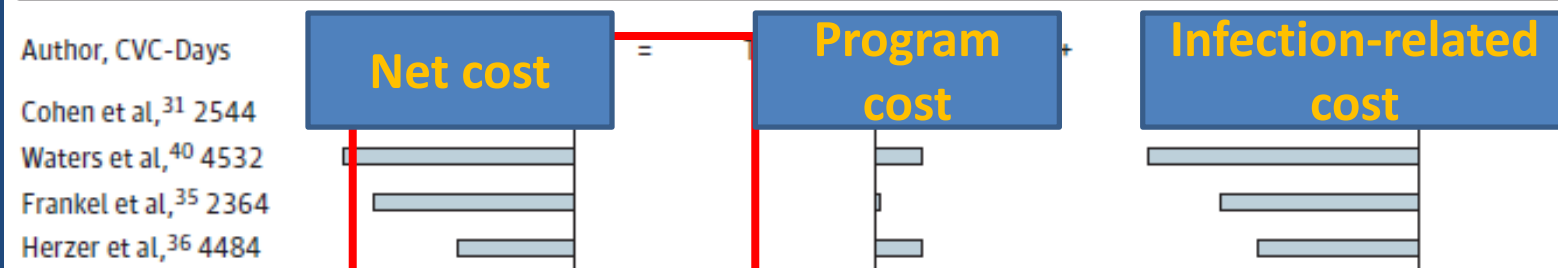 Author, CVC-Days
Net cost
=
Program
cost
+
Infection-related
cost
Cohen et al,31 2544
Waters et al,40 4532
Frankel et al,35 2364
Herzer et al,36 4484